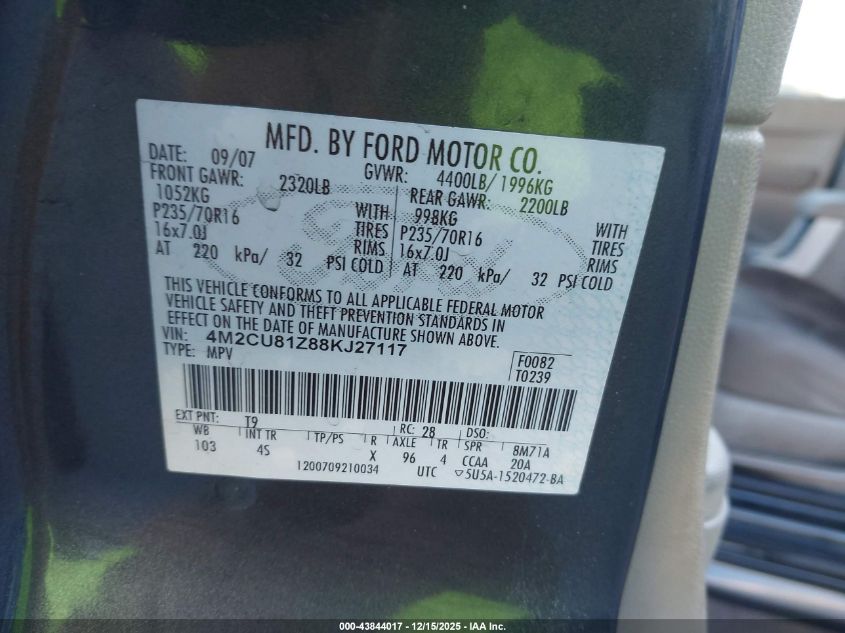 MFD. BY FORD MOTOR CO.
DATE: 09/07 GVWR: 4400LB/ 1996KG
FRONT GAWR: 2320LB REAR GAWR: 2200LB
1052KG WITH 998KG WITH
P235/70R16 TIRES P235/70R16 TIRES
16x7.0J RIMS 16x7.0J RIMS
AT 220 kPa/ 32 PSI COLD AT 220 kPa/ 32 PSI COLD
Ford
THIS VEHICLE CONFORMS TO ALL APPLICABLE FEDERAL MOTOR
VEHICLE SAFETY AND THEFT PREVENTION STANDARDS IN
EFFECT ON THE DATE OF MANUFACTURE SHOWN ABOVE.
VIN: 4M2CU81Z88KJ27117
TYPE: MPV F0082
T0239
EXT PNT: T9 RC: 28 DSO:
WB INT TR TP/PS R AXLE TR SPR 8M71A
103 4S X 96 4 CCAA 20A
1200709210034 UTC 5U5A-1520472-BA
000-43844017 - 12/15/2025 - IAA Inc.